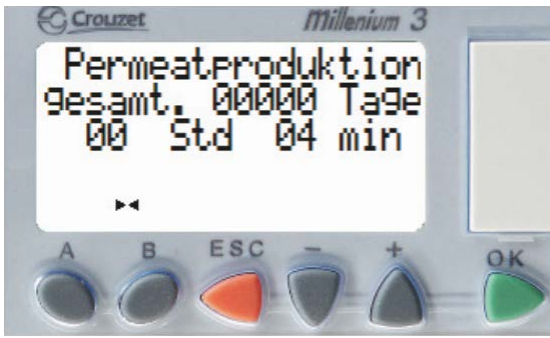 Crouzet Millenium 3
Permeatproduktion
gesamt. 00000 Tage
00 Std 04 min
A B ESC - + OK